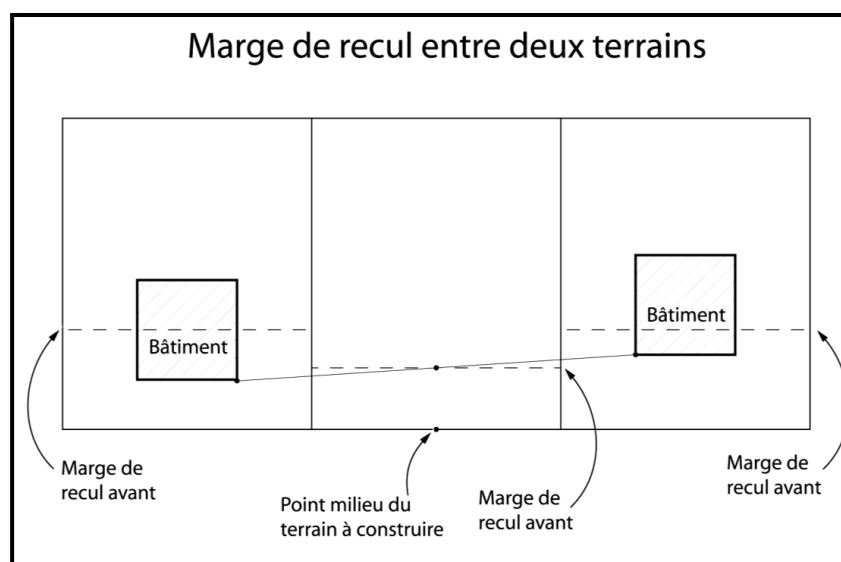 Marge de recul entre deux terrains
Bâtiment
Bâtiment
Marge de
recul avant
Point milieu du
terrain à construire
Marge de
recul avant
Marge de
recul avant